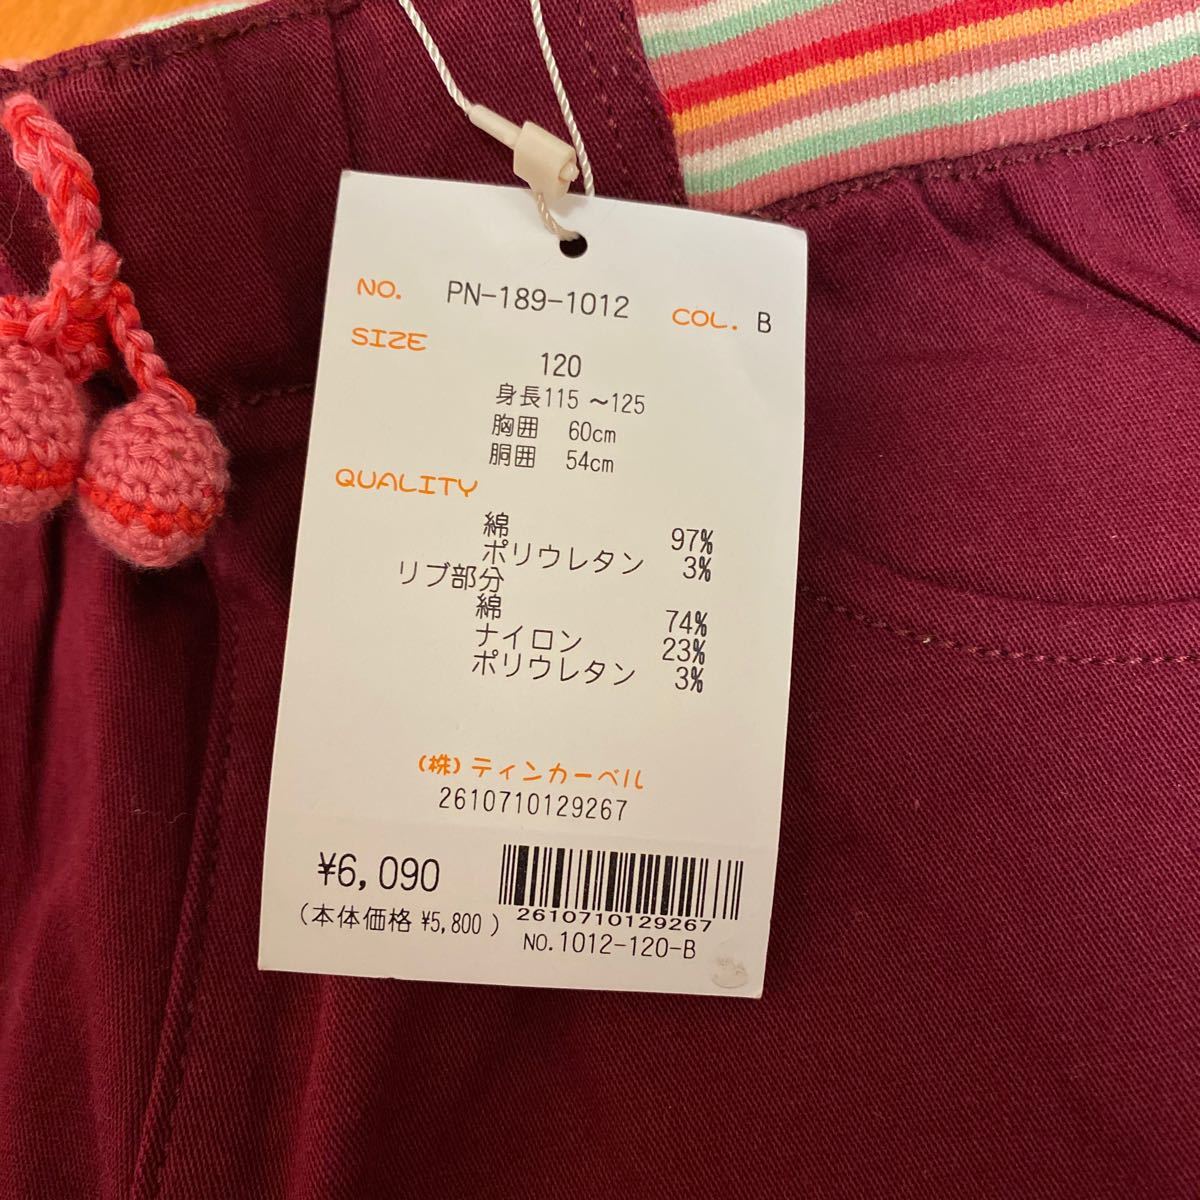 NO. PN-189-1012 COL. B
SIZE
120
身長115 ～125
胸囲 60cm
胴囲 54cm
QUALITY
綿 97%
ポリウレタン 3%
リブ部分
綿 74%
ナイロン 23%
ポリウレタン 3%
(株)ティンカーベル
2610710129267
¥6,090
(本体価格 ¥5,800 )
2610710129267
NO.1012-120-B